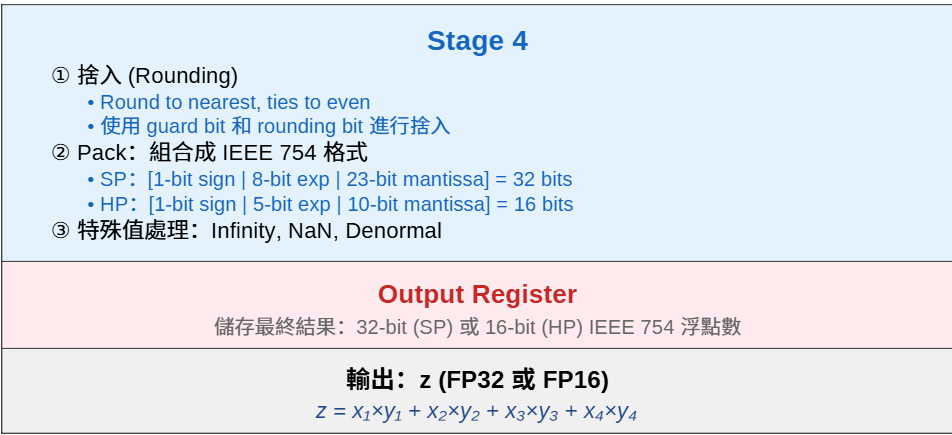 Stage 4
① 捨入 (Rounding)
• Round to nearest, ties to even
• 使用 guard bit 和 rounding bit 進行捨入
② Pack：組合成 IEEE 754 格式
• SP：[1-bit sign | 8-bit exp | 23-bit mantissa] = 32 bits
• HP：[1-bit sign | 5-bit exp | 10-bit mantissa] = 16 bits
③ 特殊值處理：Infinity, NaN, Denormal
Output Register
儲存最終結果：32-bit (SP) 或 16-bit (HP) IEEE 754 浮點數
輸出：z (FP32 或 FP16)
z = x₁×y₁ + x₂×y₂ + x₃×y₃ + x₄×y₄